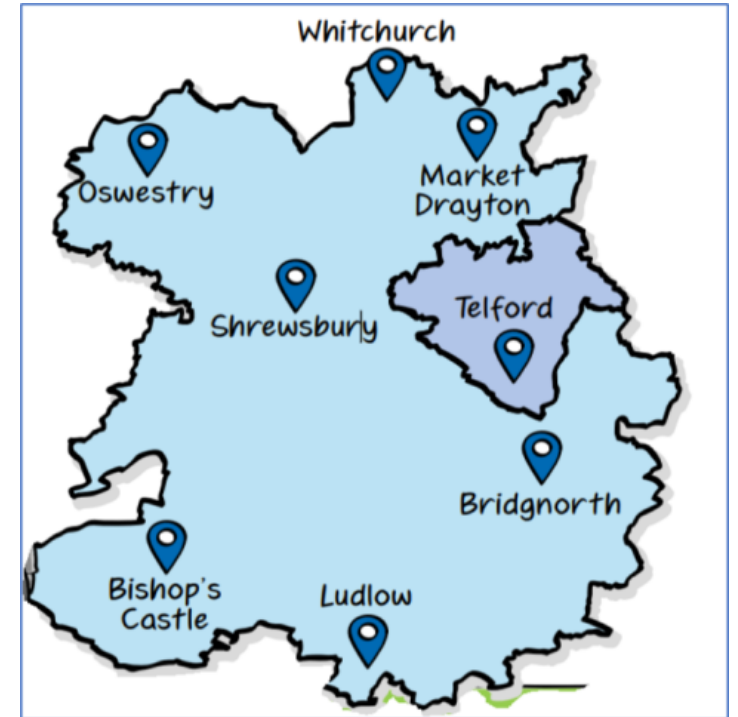 Whitchurch
Oswestry
Market
Drayton
Shrewsbury
Telford
Bridgnorth
Bishop's
Castle
Ludlow